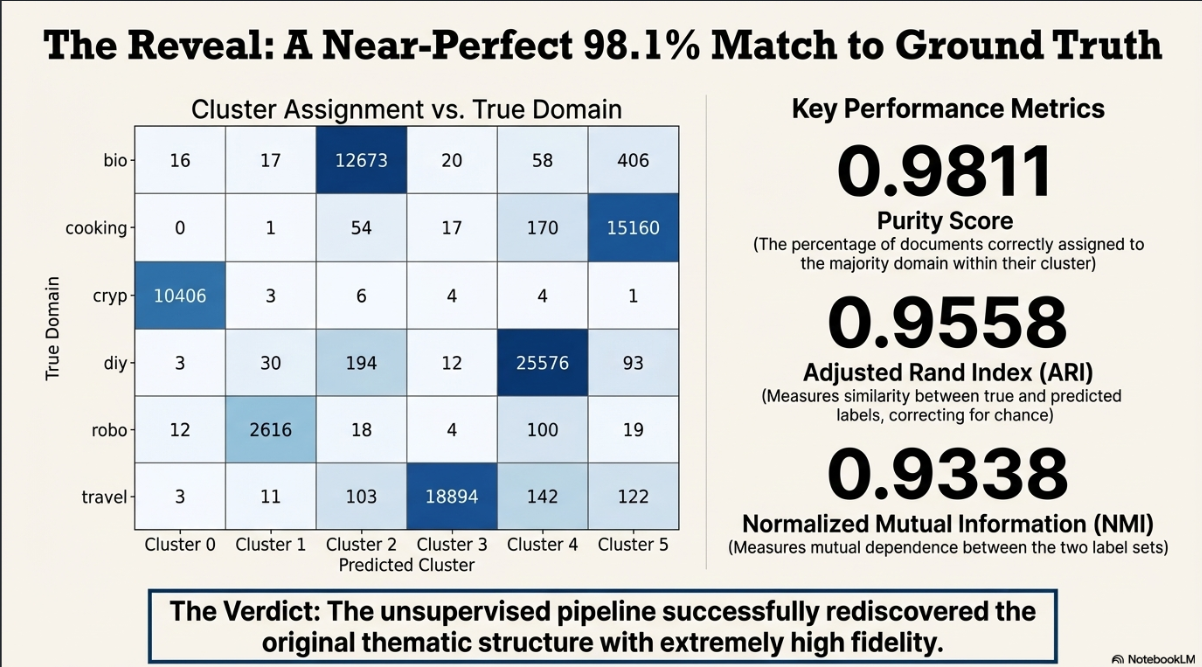 The Reveal: A Near-Perfect 98.1% Match to Ground Truth
Cluster Assignment vs. True Domain
True Domain
bio 16 17 12673 20 58 406
cooking 0 1 54 17 170 15160
cryp 10406 3 6 4 4 1
diy 3 30 194 12 25576 93
robo 12 2616 18 4 100 19
travel 3 11 103 18894 142 122
Cluster 0 Cluster 1 Cluster 2 Cluster 3 Cluster 4 Cluster 5
Predicted Cluster
Key Performance Metrics
0.9811
Purity Score
(The percentage of documents correctly assigned to
the majority domain within their cluster)
0.9558
Adjusted Rand Index (ARI)
(Measures similarity between true and predicted
labels, correcting for chance)
0.9338
Normalized Mutual Information (NMI)
(Measures mutual dependence between the two label sets)
The Verdict: The unsupervised pipeline successfully rediscovered the
original thematic structure with extremely high fidelity.
NotebookLM